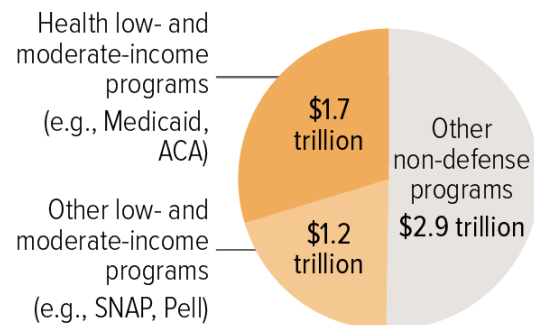 Health low- and
moderate-income
programs
(e.g., Medicaid,
ACA)
$1.7
trillion
Other
non-defense
programs
$2.9 trillion
Other low- and
moderate-income
programs
(e.g., SNAP, Pell)
$1.2
trillion